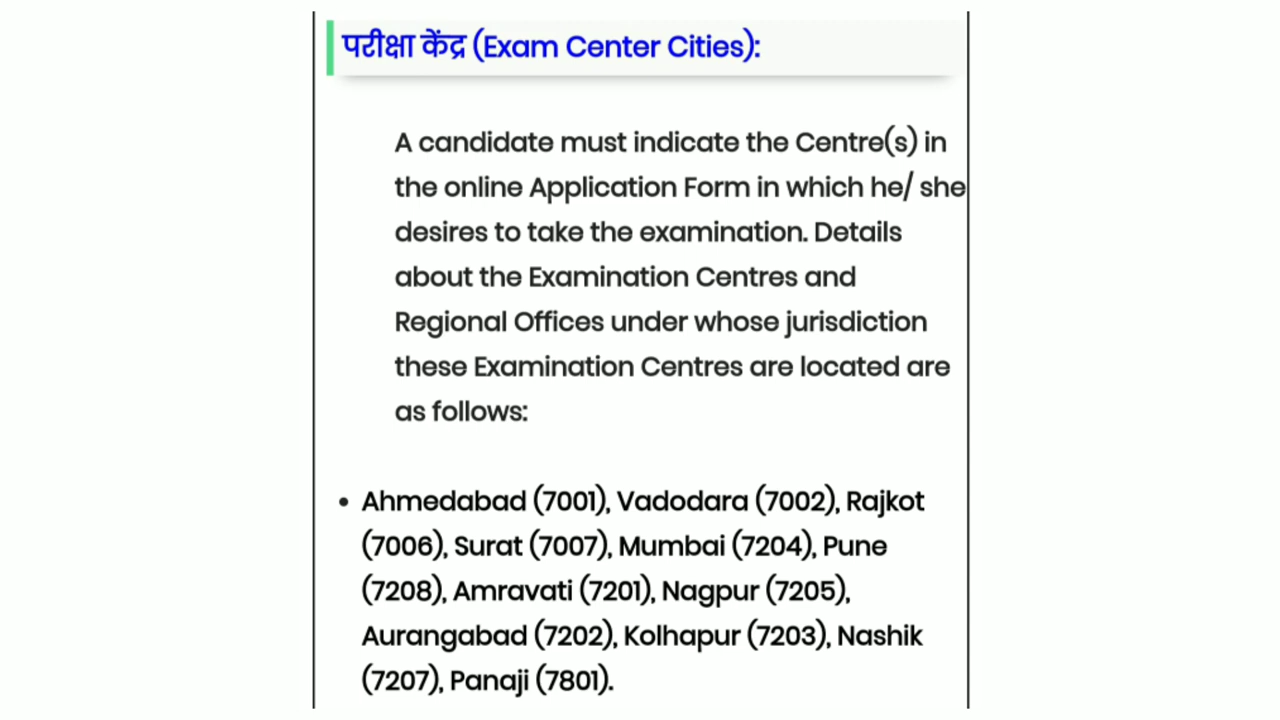 परीक्षा केंद्र (Exam Center Cities):
A candidate must indicate the Centre(s) in
the online Application Form in which he/ she
desires to take the examination. Details
about the Examination Centres and
Regional Offices under whose jurisdiction
these Examination Centres are located are
as follows:
• Ahmedabad (7001), Vadodara (7002), Rajkot
(7006), Surat (7007), Mumbai (7204), Pune
(7208), Amravati (7201), Nagpur (7205),
Aurangabad (7202), Kolhapur (7203), Nashik
(7207), Panaji (7801).